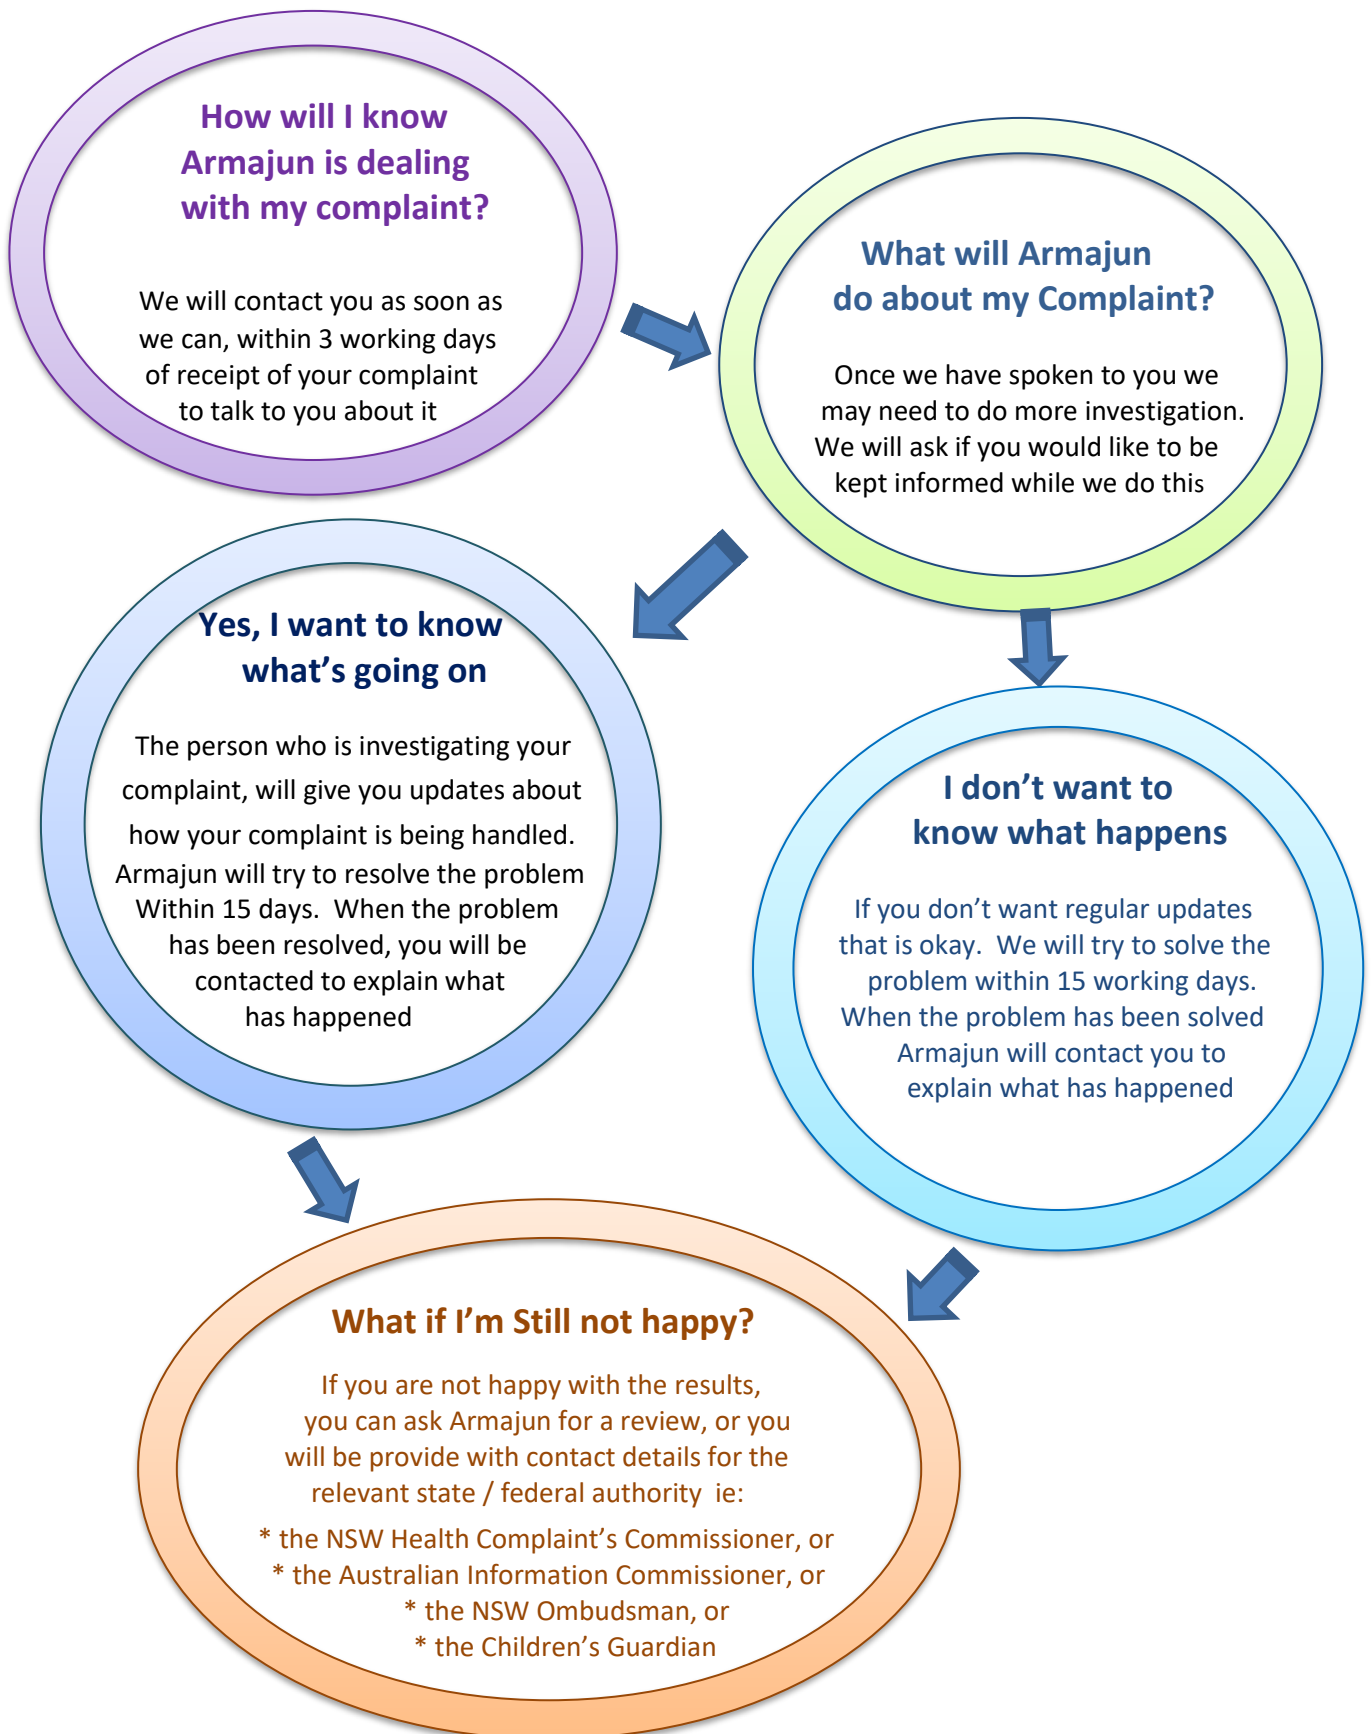 How will I know
Armajun is dealing
with my complaint?
We will contact you as soon as
we can, within 3 working days
of receipt of your complaint
to talk to you about it
What will Armajun
do about my Complaint?
Once we have spoken to you we
may need to do more investigation.
We will ask if you would like to be
kept informed while we do this
Yes, I want to know
what’s going on
The person who is investigating your
complaint, will give you updates about
how your complaint is being handled.
Armajun will try to resolve the problem
Within 15 days.  When the problem
has been resolved, you will be
contacted to explain what
has happened
I don’t want to
know what happens
If you don’t want regular updates
that is okay.  We will try to solve the
problem within 15 working days.
When the problem has been solved
Armajun will contact you to
explain what has happened
What if I’m Still not happy?
If you are not happy with the results,
you can ask Armajun for a review, or you
will be provide with contact details for the
relevant state / federal authority  ie:
* the NSW Health Complaint’s Commissioner, or
* the Australian Information Commissioner, or
* the NSW Ombudsman, or
* the Children’s Guardian